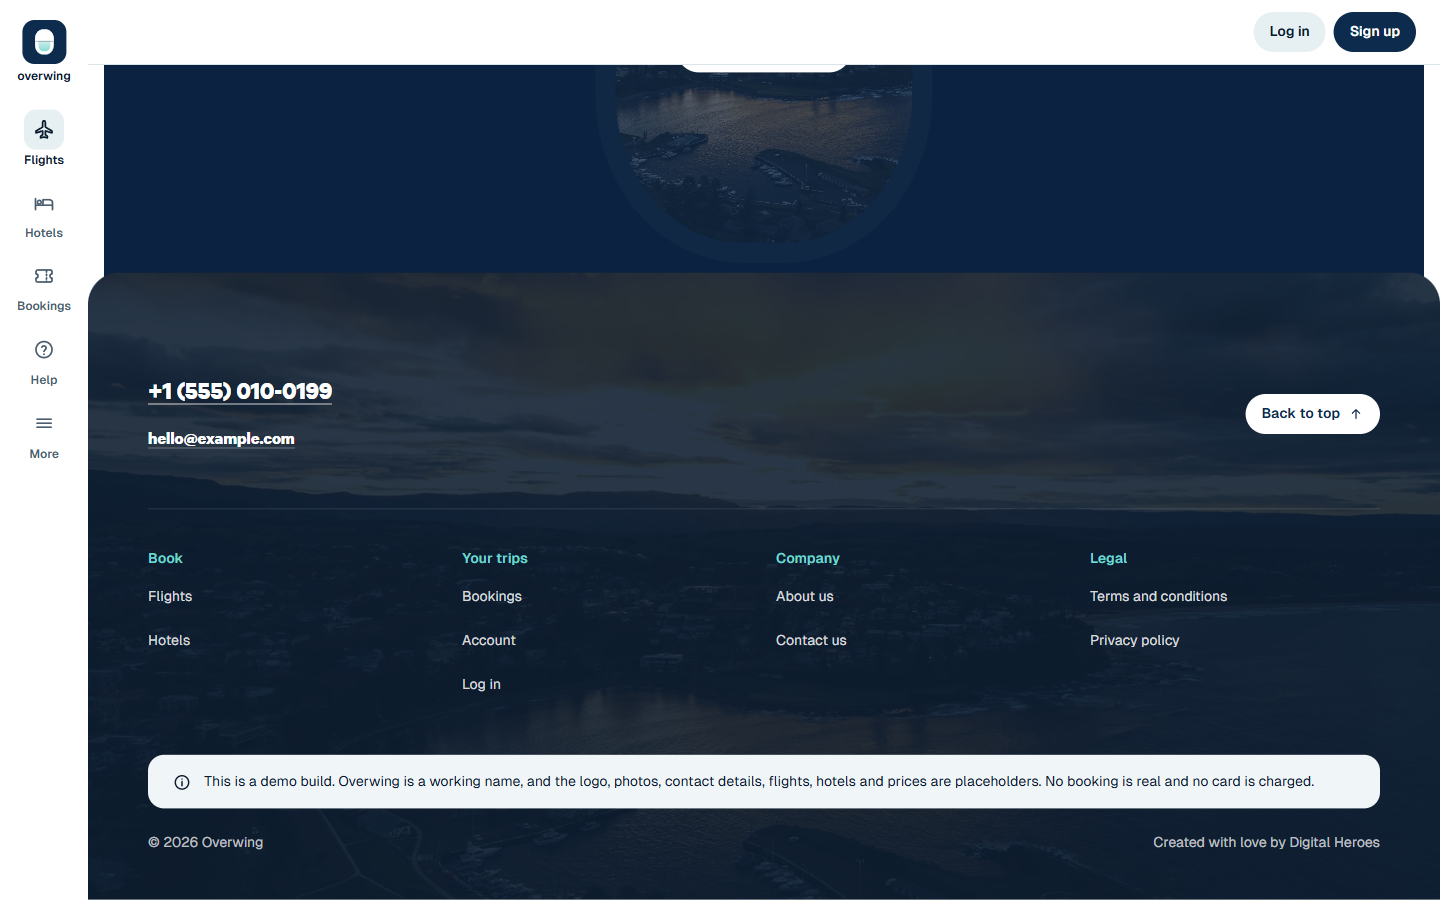 overwing
Log in
Sign up
Flights
Hotels
Bookings
Help
More
+1 (555) 010-0199
hello@example.com
Back to top
Book
Flights
Hotels
Your trips
Bookings
Account
Log in
Company
About us
Contact us
Legal
Terms and conditions
Privacy policy
This is a demo build. Overwing is a working name, and the logo, photos, contact details, flights, hotels and prices are placeholders. No booking is real and no card is charged.
© 2026 Overwing
Created with love by Digital Heroes